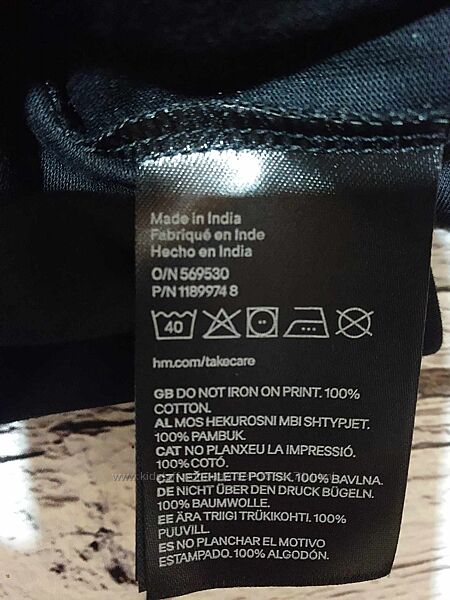 Made in India
Fabriqué en Inde
Hecho en India
O/N 569530
P/N 1189974 8
40
hm.com/takecare
GB DO NOT IRON ON PRINT. 100%
COTTON.
AL MOS HEKUROSNI MBI SHTYPJET.
100% PAMBUK.
CAT NO PLANXEU LA IMPRESSIÓ.
100% COTÓ.
CZ NEŽEHLETE POTISK. 100% BAVLNA.
DE NICHT ÜBER DEN DRUCK BÜGELN.
100% BAUMWOLLE.
EE ÄRA TRIIGI TRÜKIKOHTI. 100%
PUUVILL.
ES NO PLANCHAR EL MOTIVO
ESTAMPADO. 100% ALGODÓN.